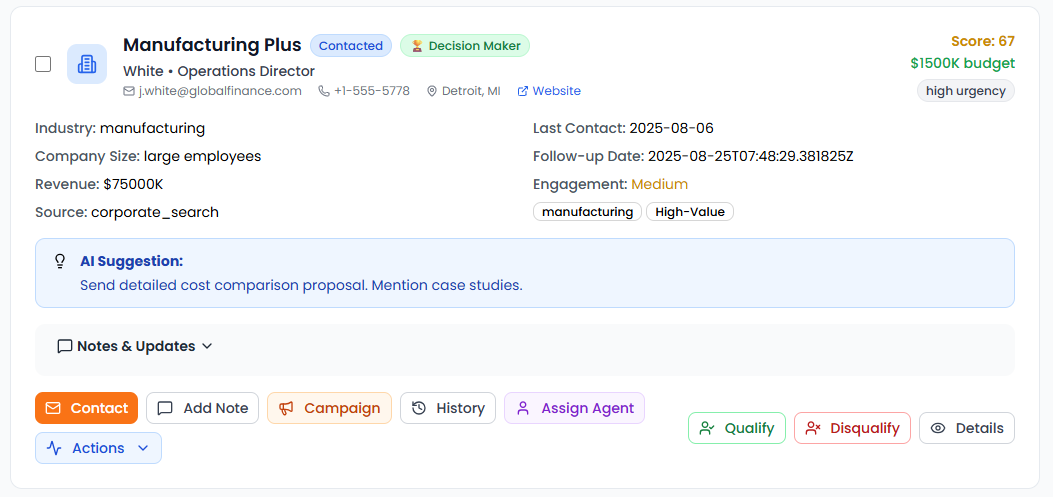 Manufacturing Plus Contacted Decision Maker Score: 67
White • Operations Director $1500K budget
j.white@globalfinance.com +1-555-5778 Detroit, MI Website high urgency
Industry: manufacturing Last Contact: 2025-08-06
Company Size: large employees Follow-up Date: 2025-08-25T07:48:29.381825Z
Revenue: $75000K Engagement: Medium
Source: corporate_search manufacturing High-Value
AI Suggestion:
Send detailed cost comparison proposal. Mention case studies.
Notes & Updates
Contact Add Note Campaign History Assign Agent
Actions Qualify Disqualify Details